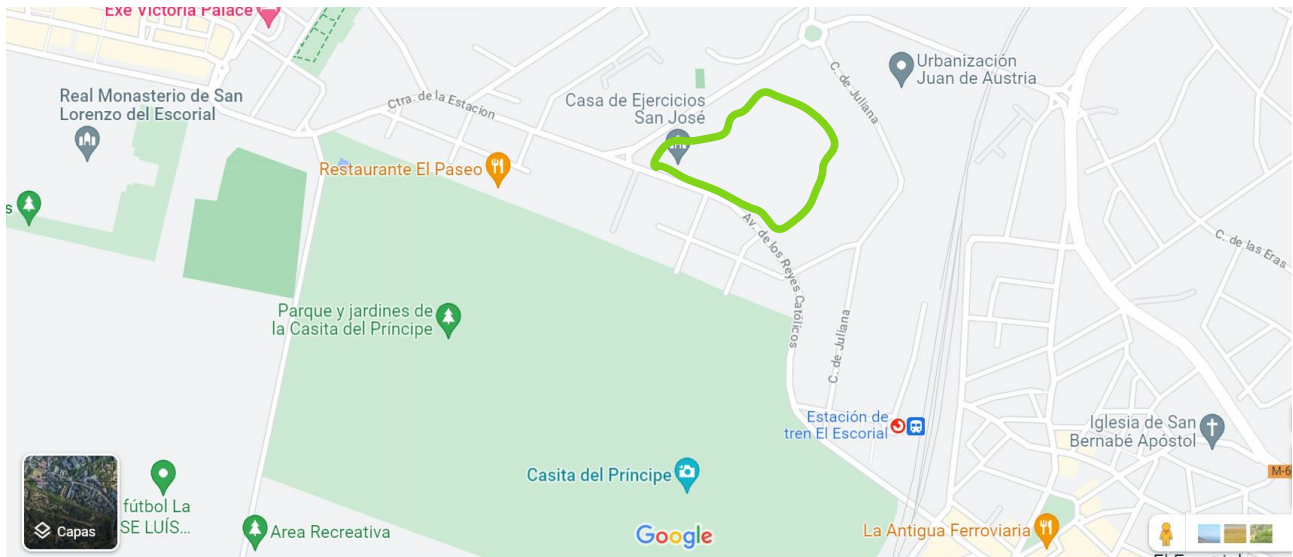 Exe Victoria Palace
Real Monasterio de San
Lorenzo del Escorial
Ctra. de la Estacion
Casa de Ejercicios
San José
Urbanización
Juan de Austria
C. de Juliana
Restaurante El Paseo
s
Av. de los Reyes Católicos
C. de las Eras
Parque y jardines de
la Casita del Príncipe
C. de Juliana
Estación de
tren El Escorial
Iglesia de San
Bernabé Apóstol
Casita del Príncipe
M-6
fútbol La
SE LUÍS...
Capas
Area Recreativa
Google
La Antigua Ferroviaria